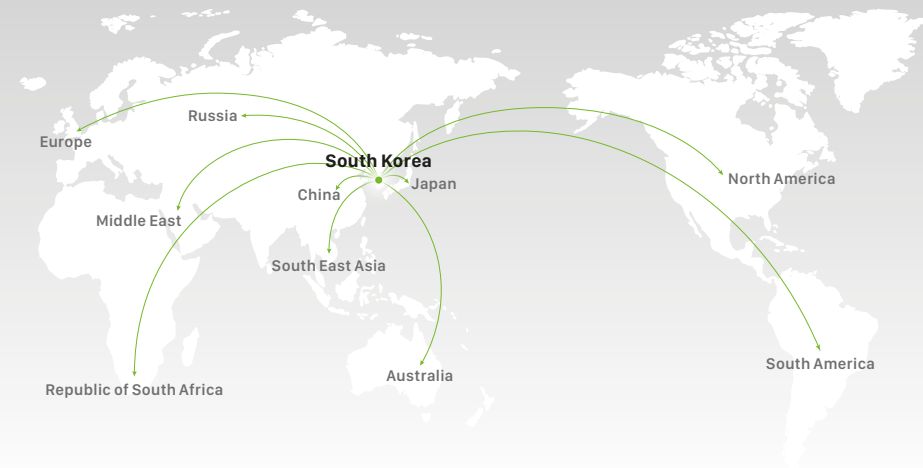 Russia
Europe
South Korea
North America
Japan
China
Middle East
South East Asia
South America
Australia
Republic of South Africa